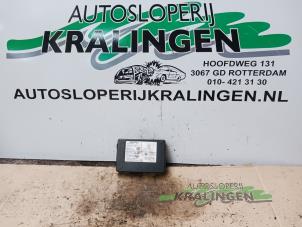 AUTOSLOPERIJ
KRALINGEN
HOOFDWEG 131
3067 GD ROTTERDAM
010- 421 31 30
AUTOSLOPERIJKRALINGEN.NL
AUTOSLOPERIJ
KRALINGEN